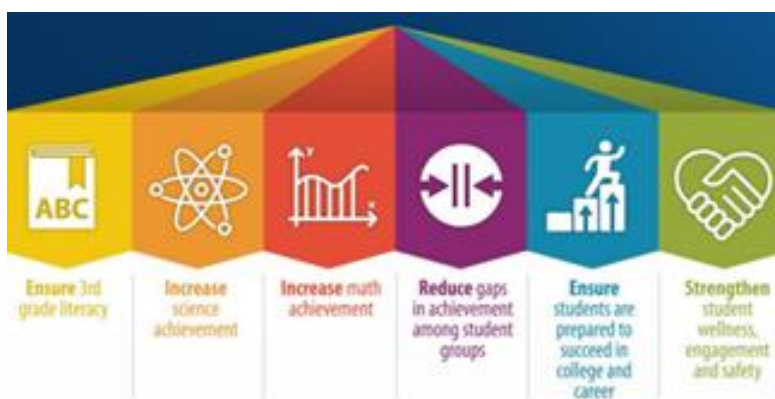 ABC
y
x
Ensure 3rd
grade literacy
Increase
science
achievement
Increase math
achievement
Reduce gaps
in achievement
among student
groups
Ensure
students are
prepared to
succeed in
college and
career
Strengthen
student
wellness,
engagement
and safety